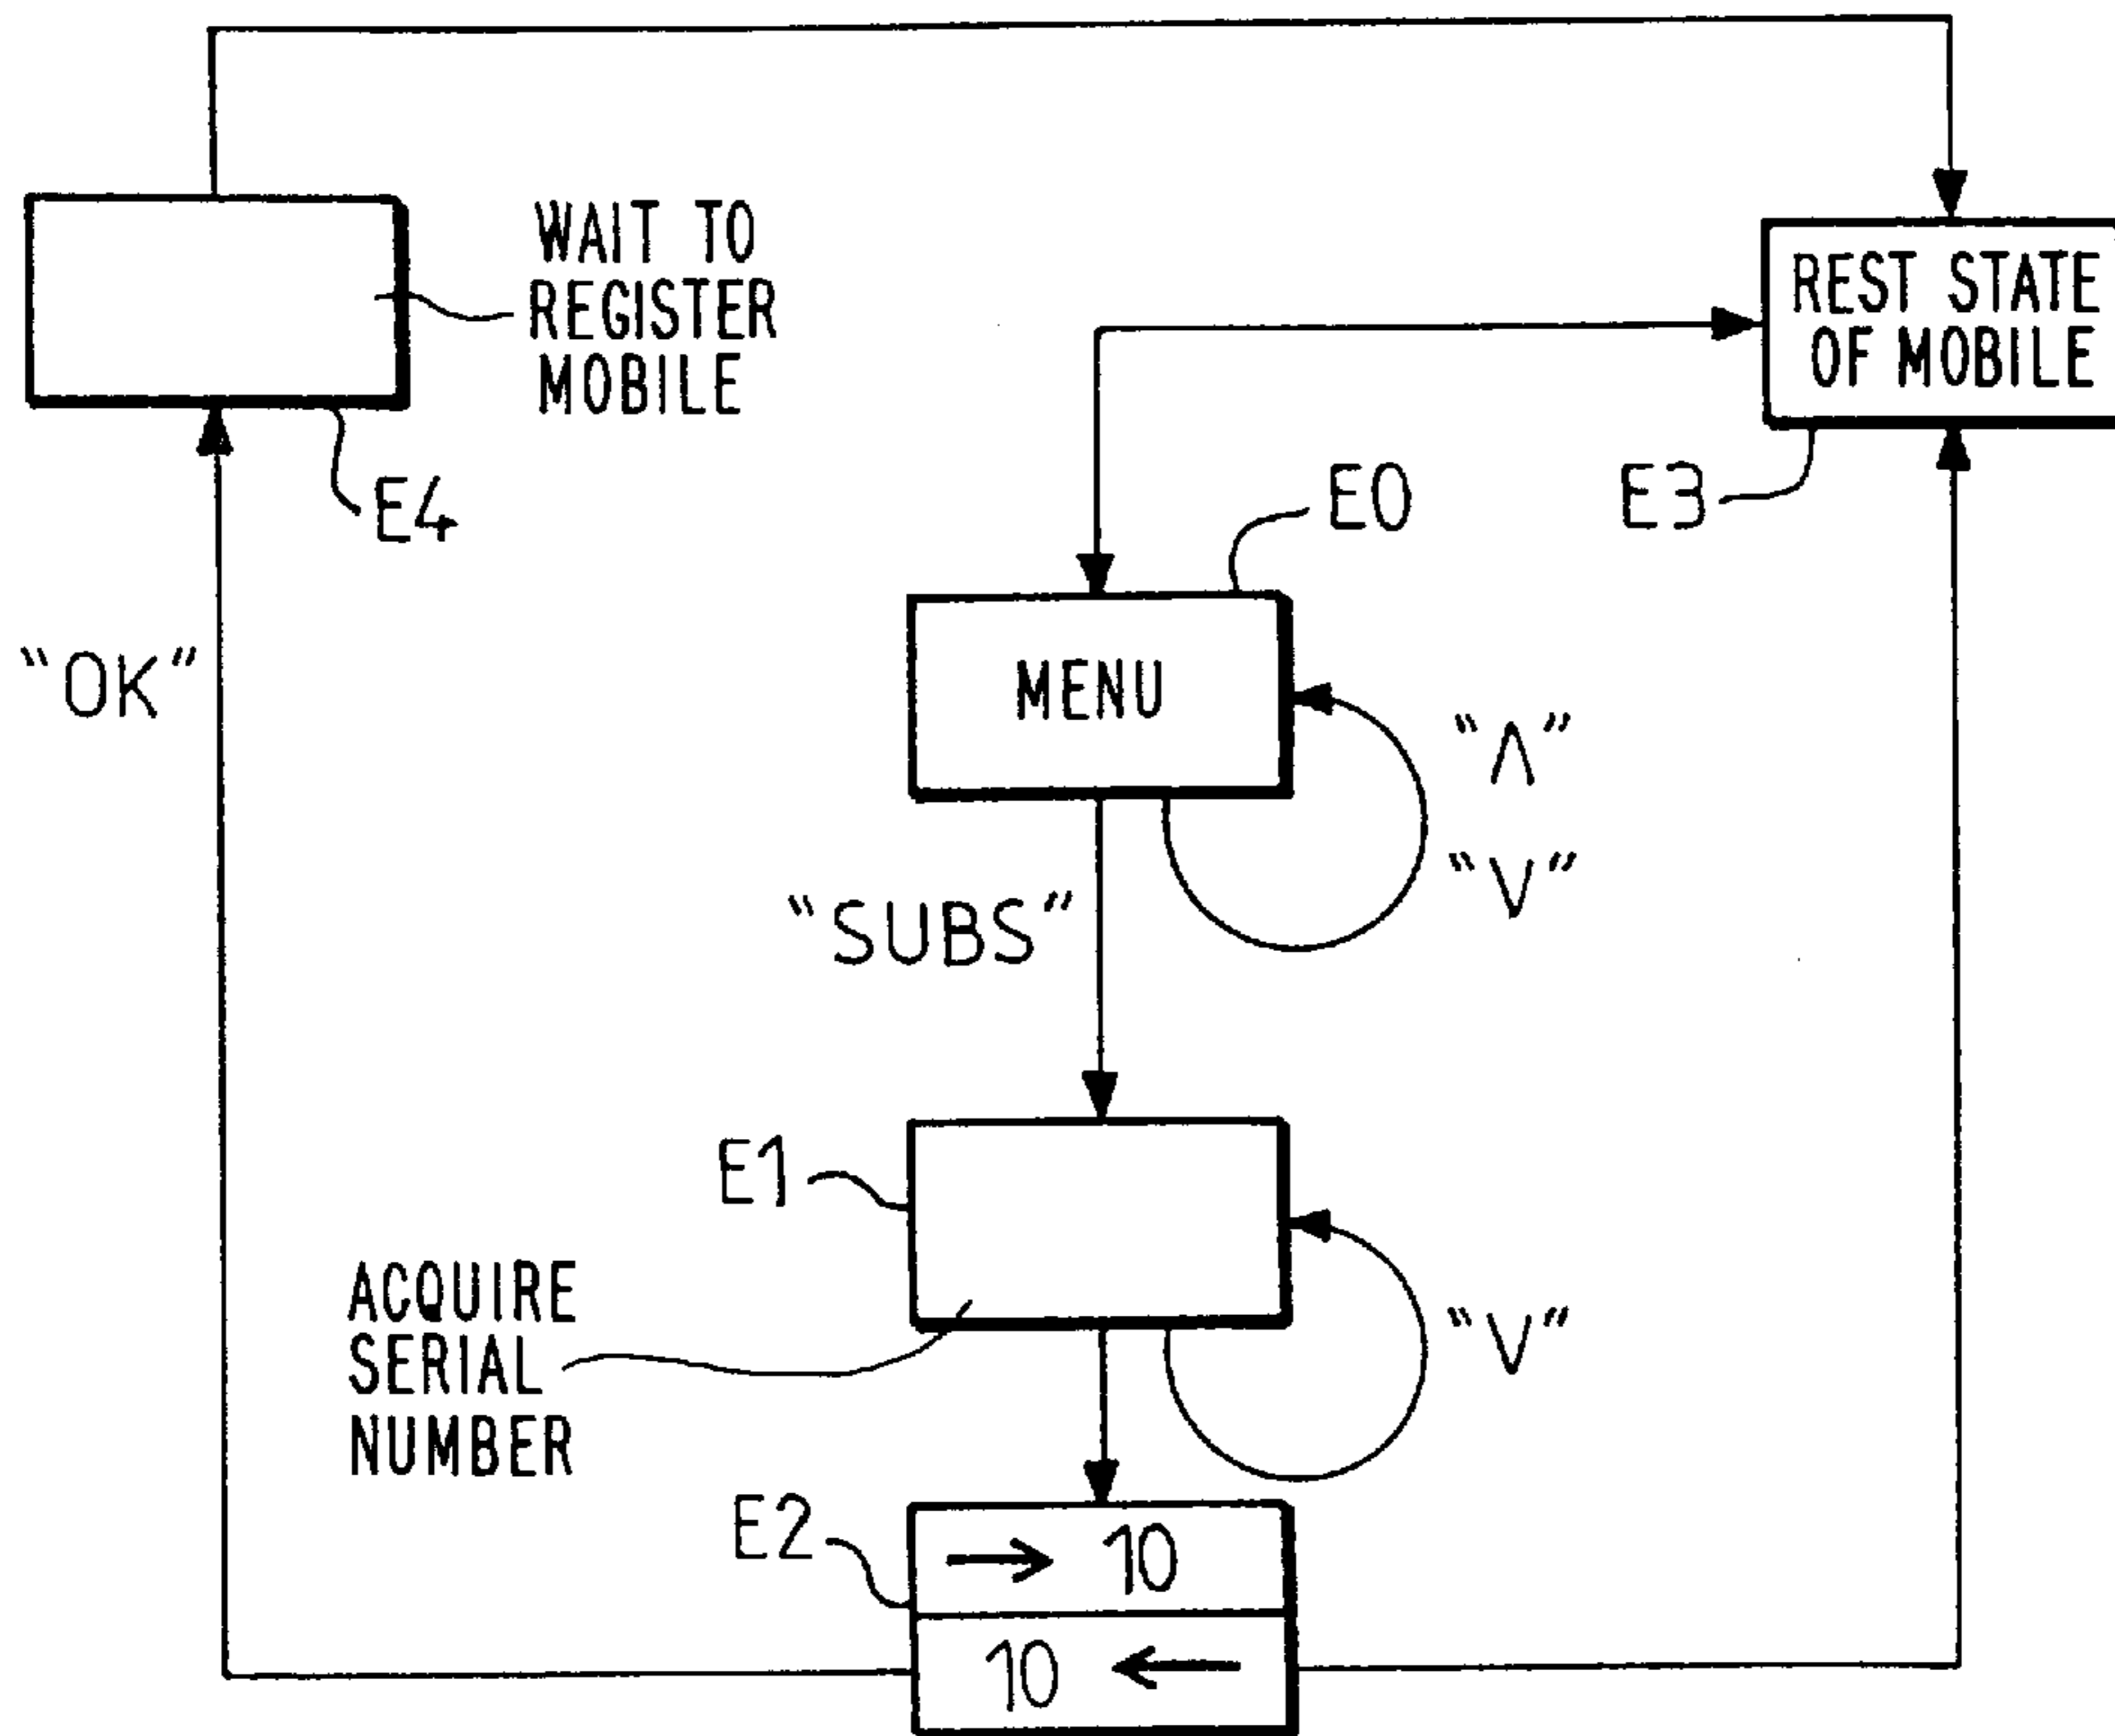 WAIT TO
REGISTER
MOBILE
REST STATE
OF MOBILE
E4
E0
E3
“OK”
MENU
“Λ”
“V”
“SUBS”
E1
ACQUIRE
SERIAL
NUMBER
“V”
E2
→ 10
10 ←